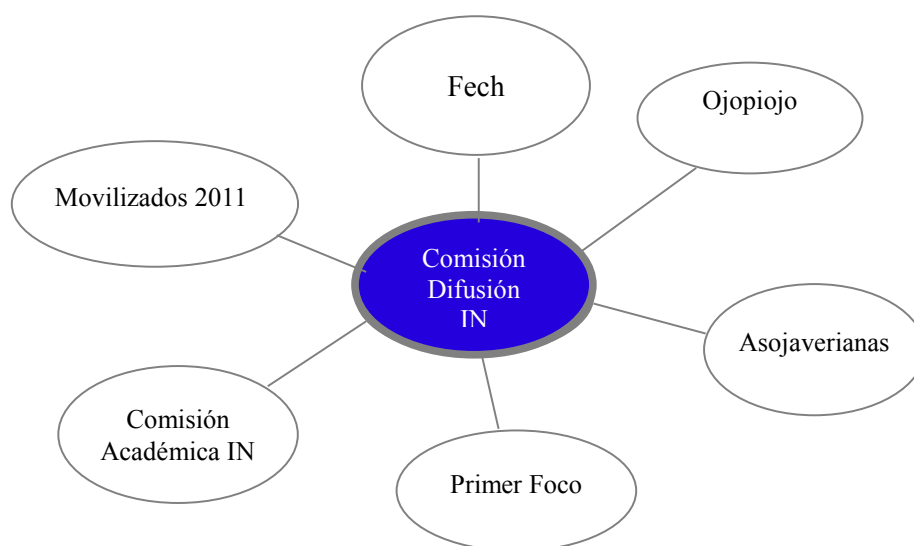 Fech
Ojopiojo
Movilizados 2011
Comisión
Difusión
IN
Asojaverianas
Comisión
Académica IN
Primer Foco